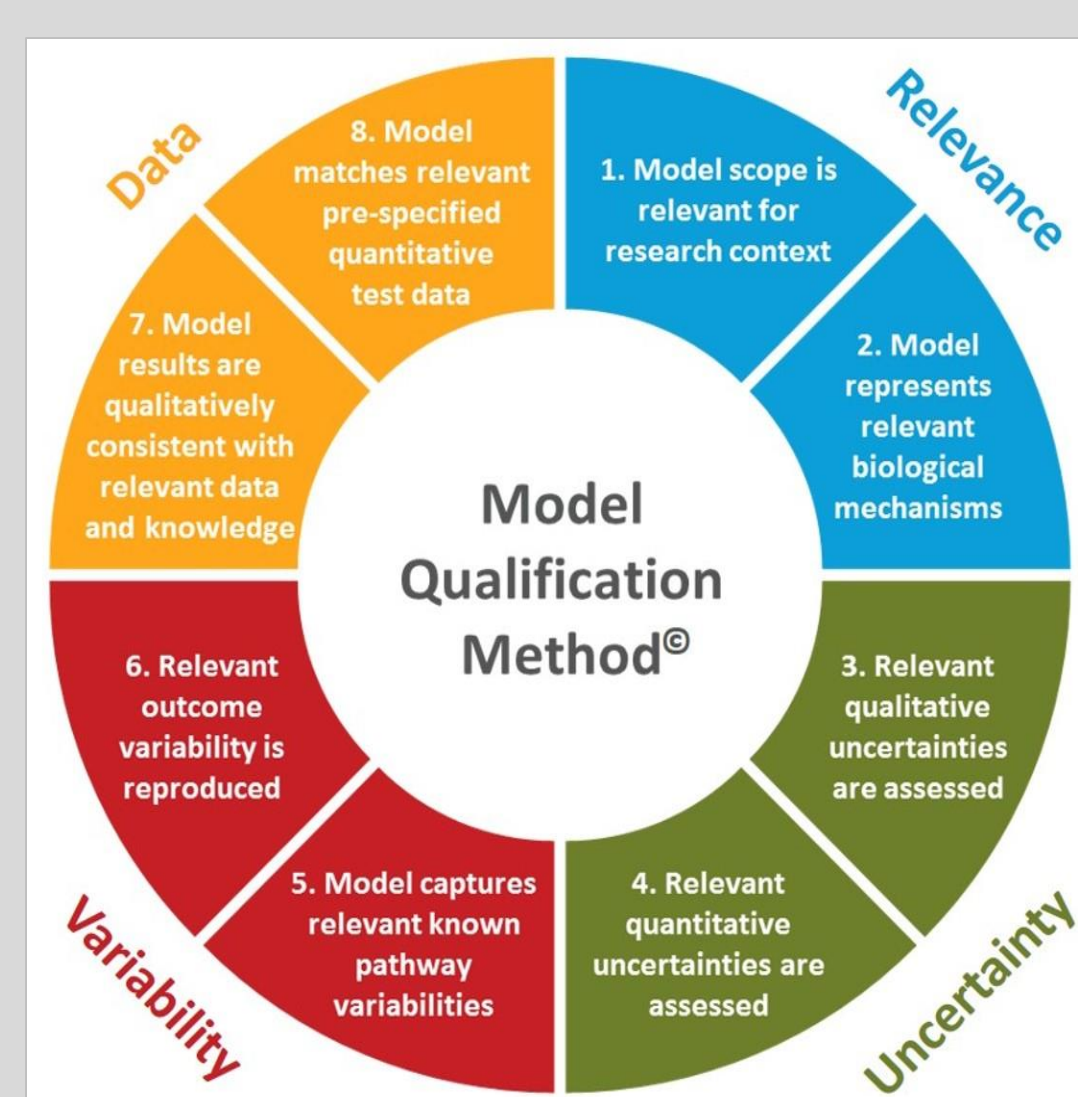 Model
Qualification
Method©
Relevance
1. Model scope is
relevant for
research context
2. Model
represents
relevant
biological
mechanisms
Uncertainty
3. Relevant
qualitative
uncertainties
are assessed
4. Relevant
quantitative
uncertainties are
assessed
Variability
5. Model captures
relevant known
pathway
variabilities
6. Relevant
outcome
variability is
reproduced
Data
7. Model
results are
qualitatively
consistent with
relevant data
and knowledge
8. Model
matches relevant
pre-specified
quantitative
test data